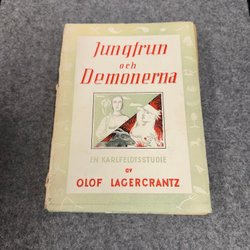 Jungfrun
och
Demonerna
EN KARLFELDTSSTUDIE
AV
OLOF LAGERCRANTZ